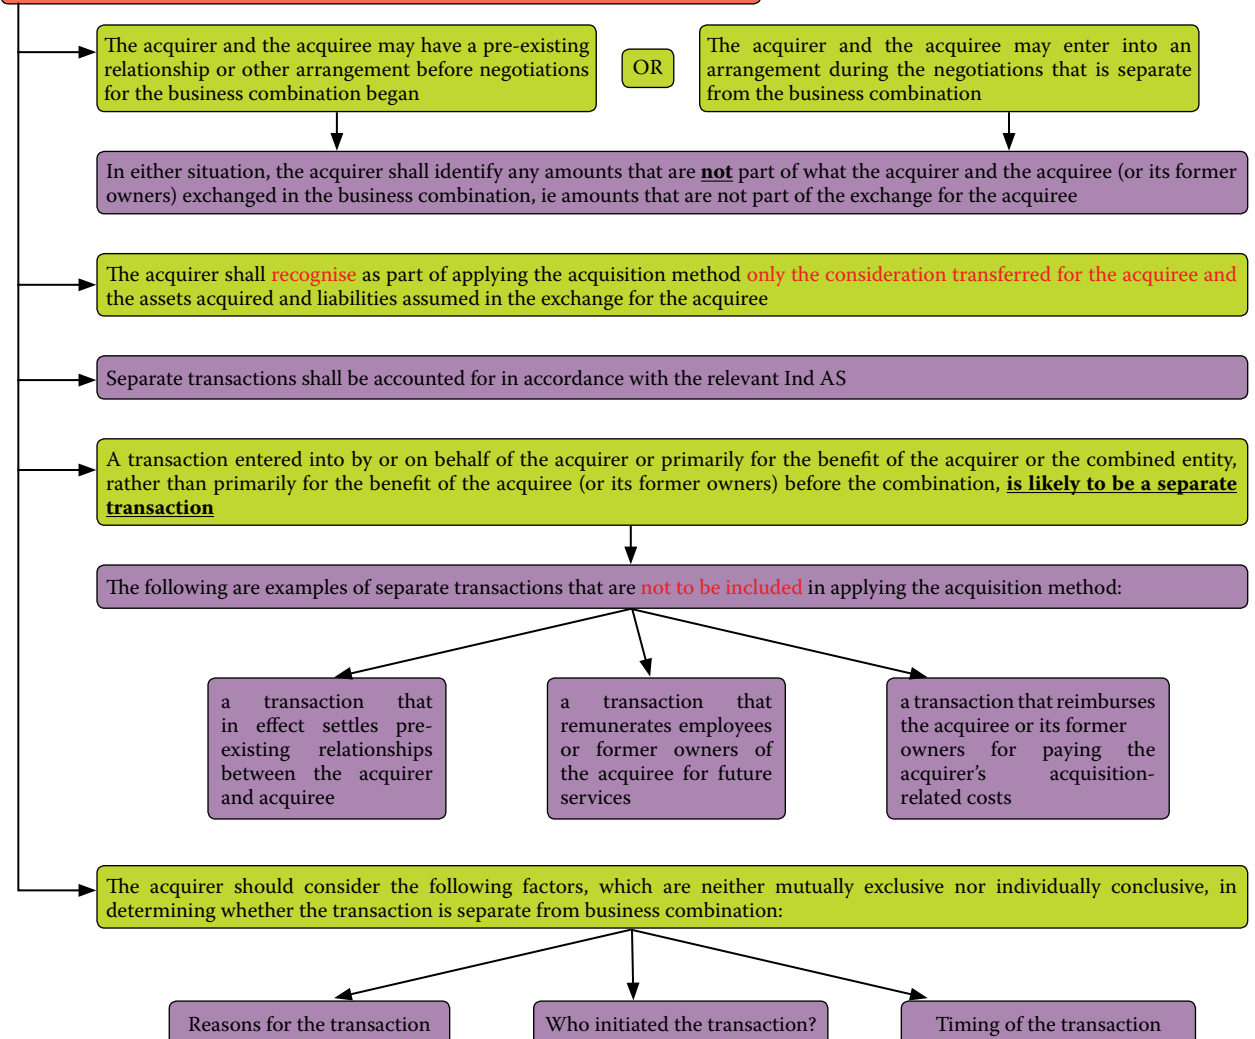 The acquirer and the acquiree may have a pre-existing
relationship or other arrangement before negotiations
for the business combination began
OR
The acquirer and the acquiree may enter into an
arrangement during the negotiations that is separate
from the business combination
In either situation, the acquirer shall identify any amounts that are not part of what the acquirer and the acquiree (or its former
owners) exchanged in the business combination, ie amounts that are not part of the exchange for the acquiree
The acquirer shall recognise as part of applying the acquisition method only the consideration transferred for the acquiree and
the assets acquired and liabilities assumed in the exchange for the acquiree
Separate transactions shall be accounted for in accordance with the relevant Ind AS
A transaction entered into by or on behalf of the acquirer or primarily for the benefit of the acquirer or the combined entity,
rather than primarily for the benefit of the acquiree (or its former owners) before the combination, is likely to be a separate
transaction
The following are examples of separate transactions that are not to be included in applying the acquisition method:
a transaction that
in effect settles pre-
existing relationships
between the acquirer
and acquiree
a transaction that
remunerates employees
or former owners of
the acquiree for future
services
a transaction that reimburses
the acquiree or its former
owners for paying the
acquirer's acquisition-
related costs
The acquirer should consider the following factors, which are neither mutually exclusive nor individually conclusive, in
determining whether the transaction is separate from business combination:
Reasons for the transaction
Who initiated the transaction?
Timing of the transaction